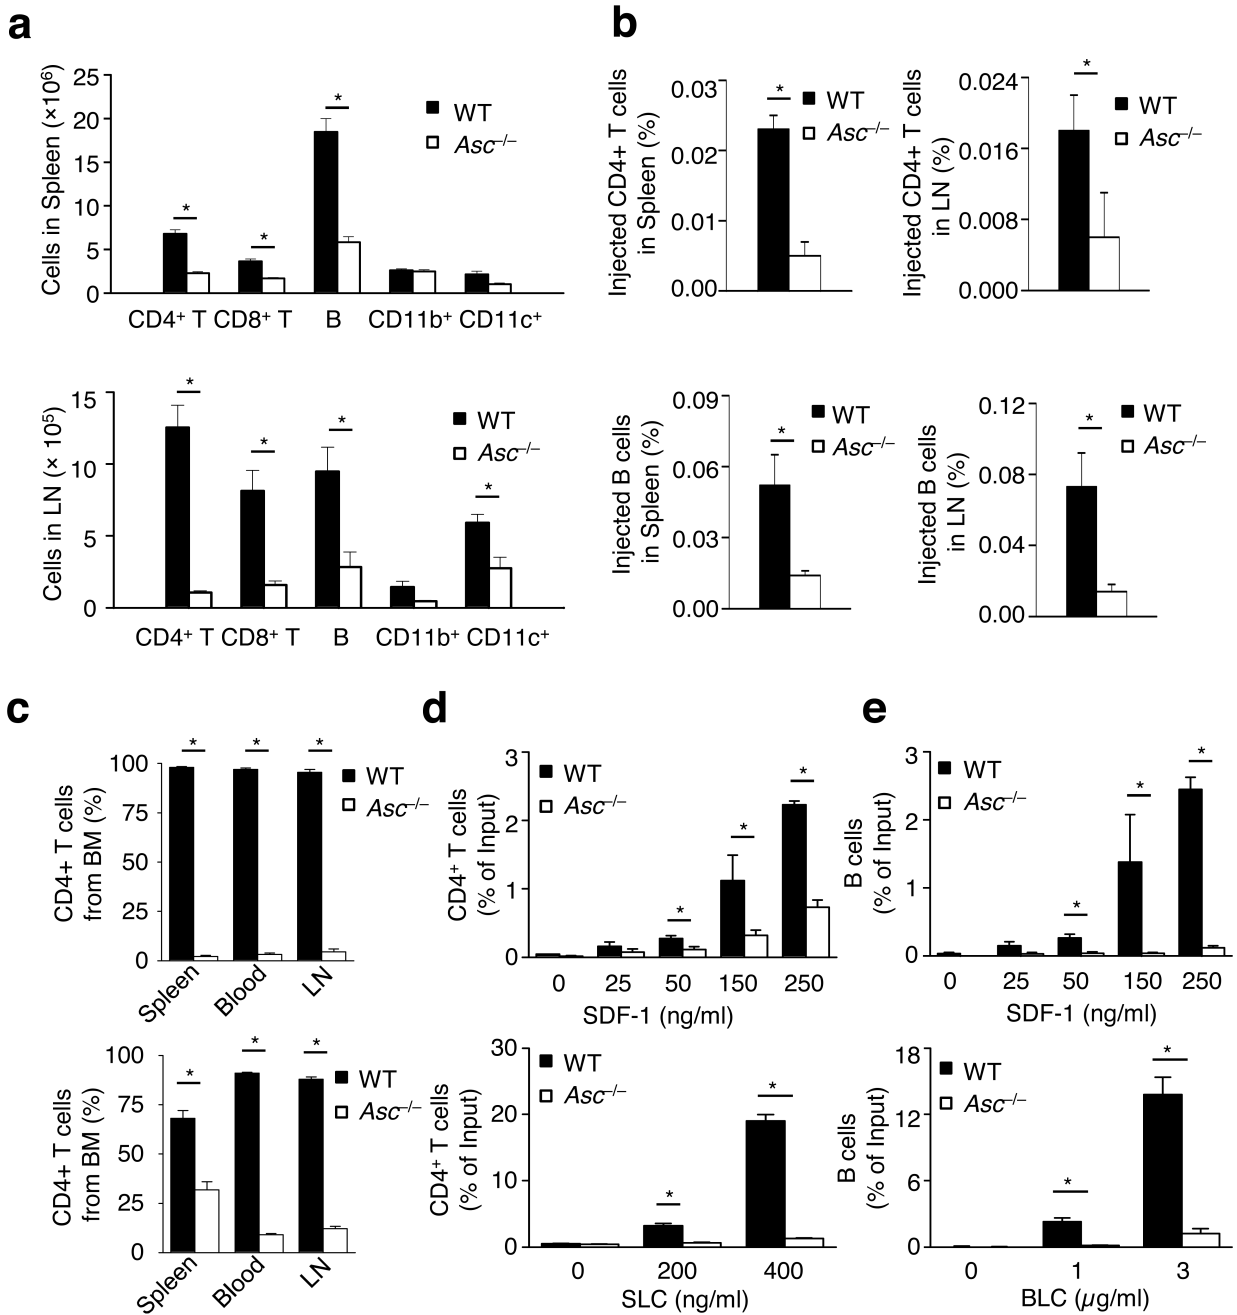 a
Cells in Spleen (×10⁶)
25
20
15
10
5
0
*
*
*
WT
Asc⁻/⁻
CD4⁺ T CD8⁺ T B CD11b⁺ CD11c⁺
Cells in LN (× 10⁵)
15
10
5
0
*
*
*
*
WT
Asc⁻/⁻
CD4⁺ T CD8⁺ T B CD11b⁺ CD11c⁺
b
Injected CD4+ T cells
in Spleen (%)
0.03
0.02
0.01
0.00
*
WT
Asc⁻/⁻
Injected CD4+ T cells
in LN (%)
0.024
0.016
0.008
0.000
*
WT
Asc⁻/⁻
Injected B cells
in Spleen (%)
0.09
0.06
0.03
0.00
*
WT
Asc⁻/⁻
Injected B cells
in LN (%)
0.12
0.08
0.04
0.00
*
WT
Asc⁻/⁻
c
CD4+ T cells
from BM (%)
100
75
50
25
0
*
*
*
WT
Asc⁻/⁻
Spleen
Blood
LN
CD4+ T cells
from BM (%)
100
75
50
25
0
*
*
*
WT
Asc⁻/⁻
Spleen
Blood
LN
d
CD4⁺ T cells
(% of Input)
3
2
1
0
WT
Asc⁻/⁻
*
*
*
0 25 50 150 250
SDF-1 (ng/ml)
CD4⁺ T cells
(% of Input)
30
20
10
0
WT
Asc⁻/⁻
*
*
0 200 400
SLC (ng/ml)
e
B cells
(% of Input)
3
2
1
0
WT
Asc⁻/⁻
*
*
*
0 25 50 150 250
SDF-1 (ng/ml)
B cells
(% of Input)
18
12
6
0
WT
Asc⁻/⁻
*
*
0 1 3
BLC (µg/ml)